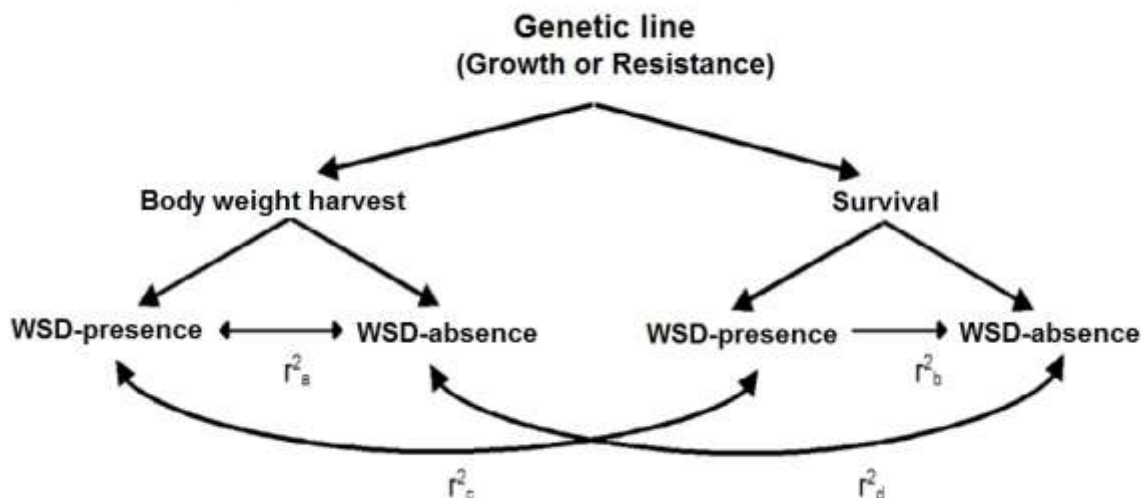 Genetic line
(Growth or Resistance)
Body weight harvest
Survival
WSD-presence
WSD-absence
WSD-presence
WSD-absence
r²ₐ
r²b
r²c
r²d